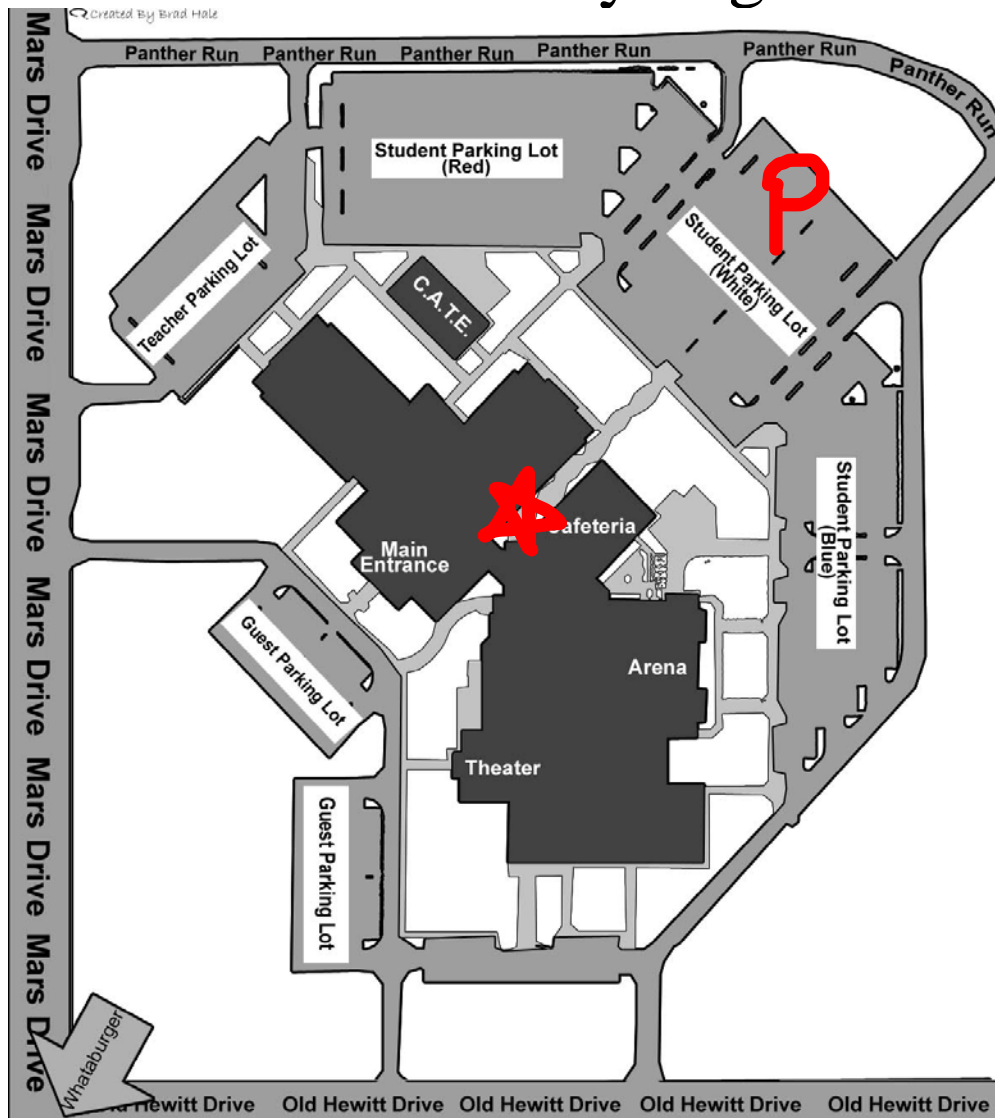 Created By Brad Hale
Panther Run Panther Run Panther Run Panther Run Panther Run
Panther Run
Mars Drive Mars Drive Mars Drive Mars Drive Mars Drive Mars Drive
Student Parking Lot
(Red)
Teacher Parking Lot
C.A.T.E.
P
Student Parking Lot
(White)
Main
Entrance
Cafeteria
Student Parking Lot
(Blue)
Guest Parking Lot
Arena
Theater
Guest Parking Lot
Whataburger
Old Hewitt Drive Old Hewitt Drive Old Hewitt Drive Old Hewitt Drive Old Hewitt Drive